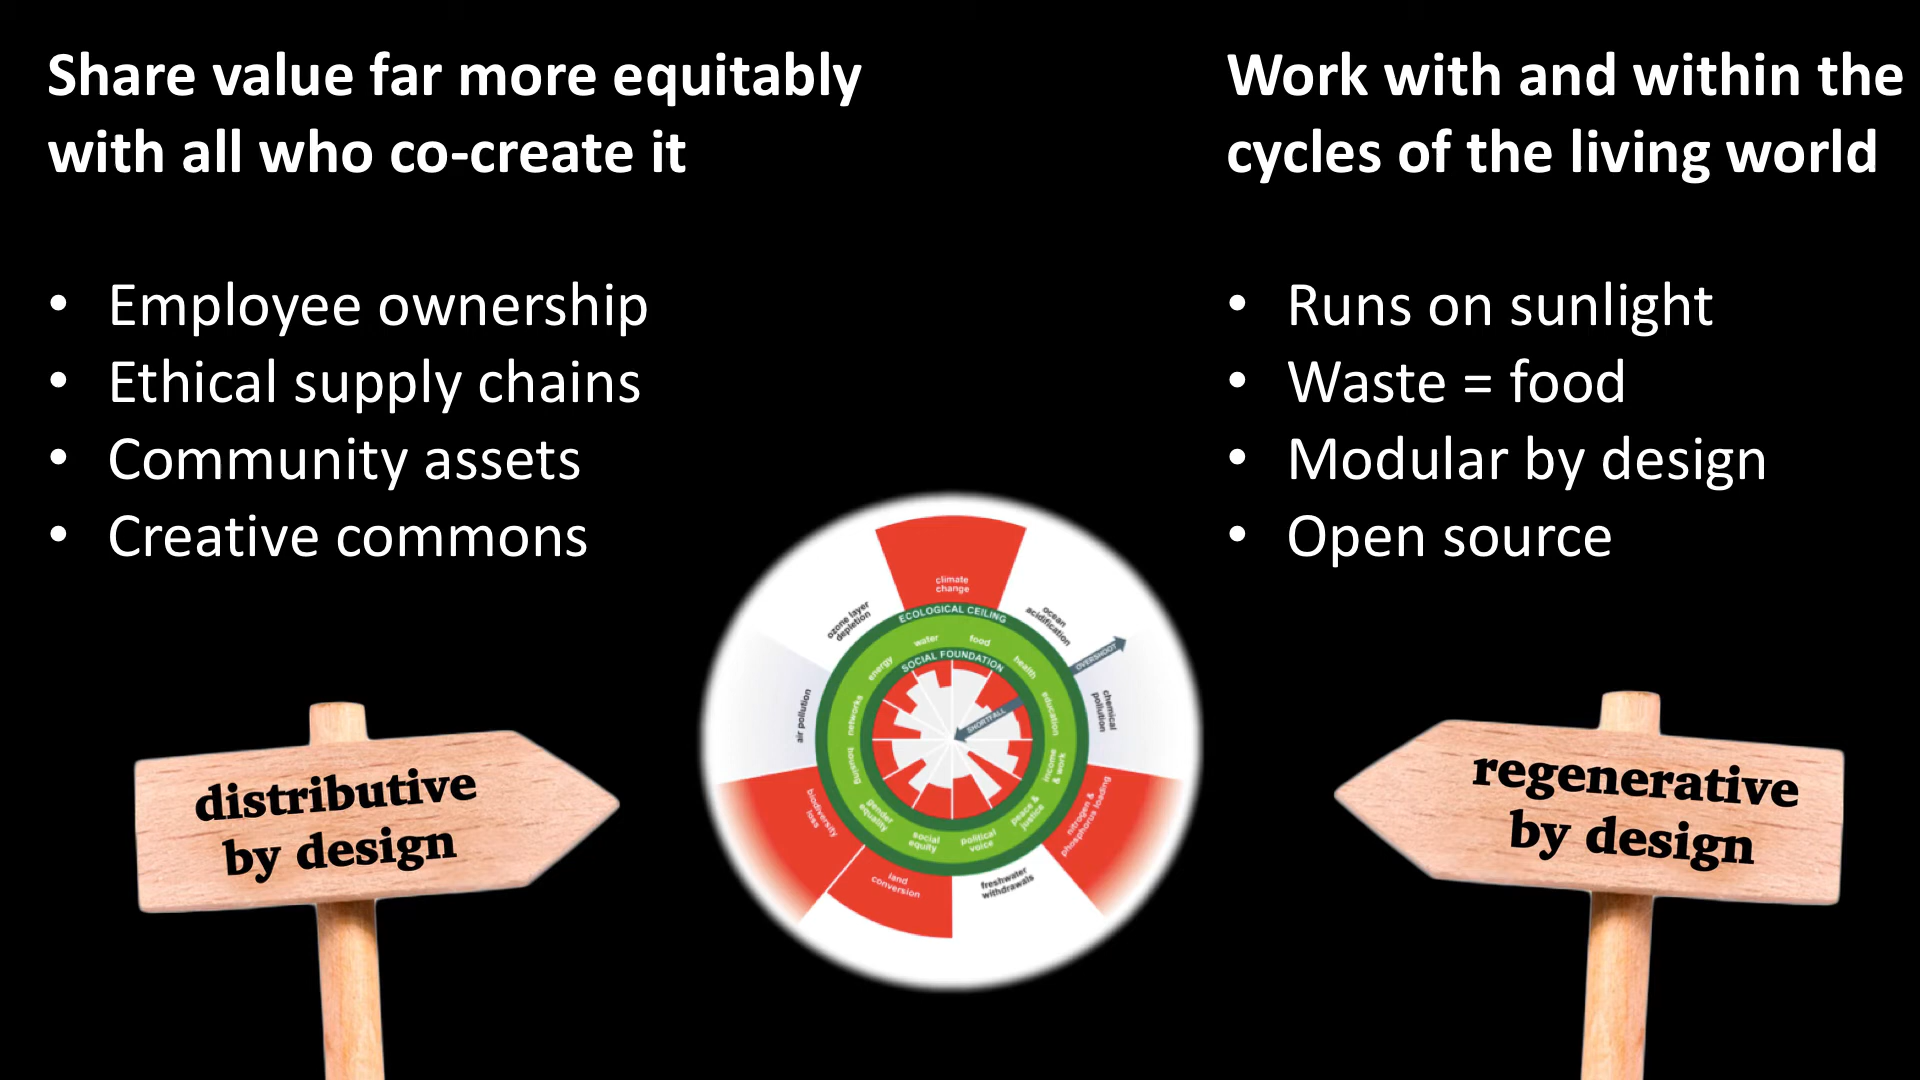 Share value far more equitably
with all who co-create it
• Employee ownership
• Ethical supply chains
• Community assets
• Creative commons
Work with and within the
cycles of the living world
• Runs on sunlight
• Waste = food
• Modular by design
• Open source
climate
change
ozone layer
depletion
ocean
acidification
ECOLOGICAL CEILING
OVERSHOOT
water
food
energy
health
SOCIAL FOUNDATION
air pollution
networks
education
chemical
pollution
SHORTFALL
housing
income
& work
biodiversity
loss
gender
equality
social
equity
political
voice
peace &
justice
nitrogen &
phosphorus loading
land
conversion
freshwater
withdrawals
distributive
by design
regenerative
by design